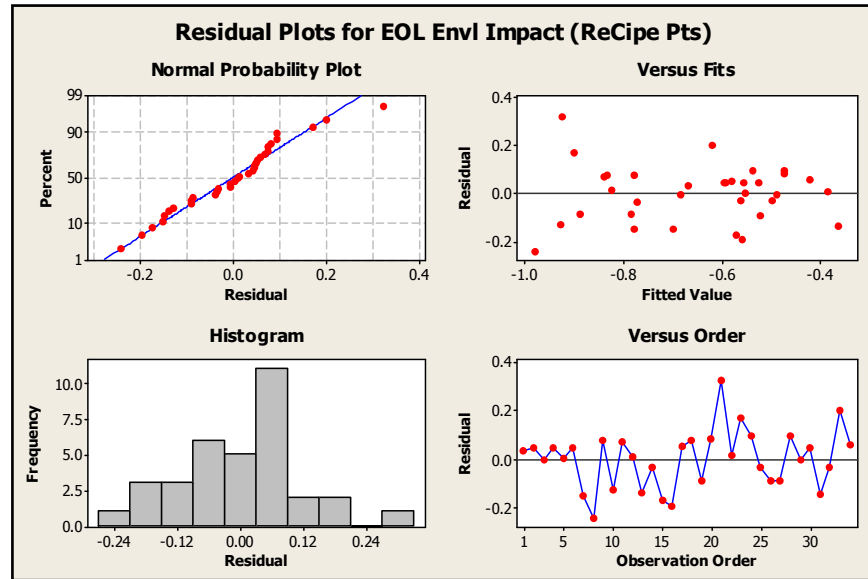 Residual Plots for EOL Envl Impact (ReCipe Pts)
Normal Probability Plot
99
90
50
10
1
Percent
-0.2 0.0 0.2 0.4
Residual
Versus Fits
0.4
0.2
0.0
-0.2
Residual
-1.0 -0.8 -0.6 -0.4
Fitted Value
Histogram
10.0
7.5
5.0
2.5
0.0
Frequency
-0.24 -0.12 0.00 0.12 0.24
Residual
Versus Order
0.4
0.2
0.0
-0.2
Residual
1 5 10 15 20 25 30
Observation Order